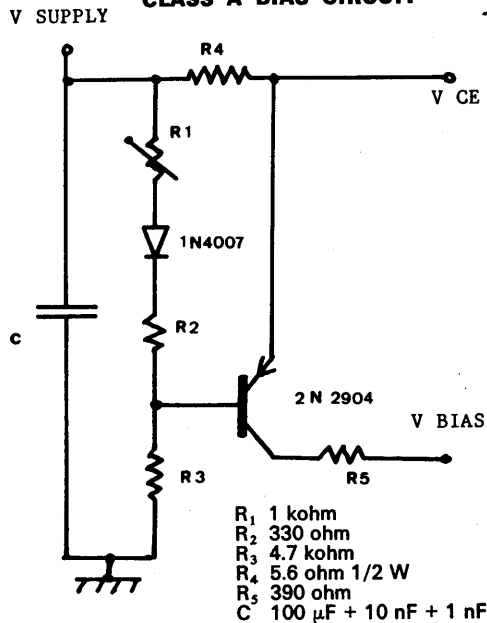 CLASS A BIAS CIRCUIT
V SUPPLY
R4
V CE
R1
1N4007
C
R2
2N 2904
V BIAS
R3
R5
R₁ 1 kohm
R₂ 330 ohm
R₃ 4.7 kohm
R₄ 5.6 ohm 1/2 W
R₅ 390 ohm
C 100 µF + 10 nF + 1 nF